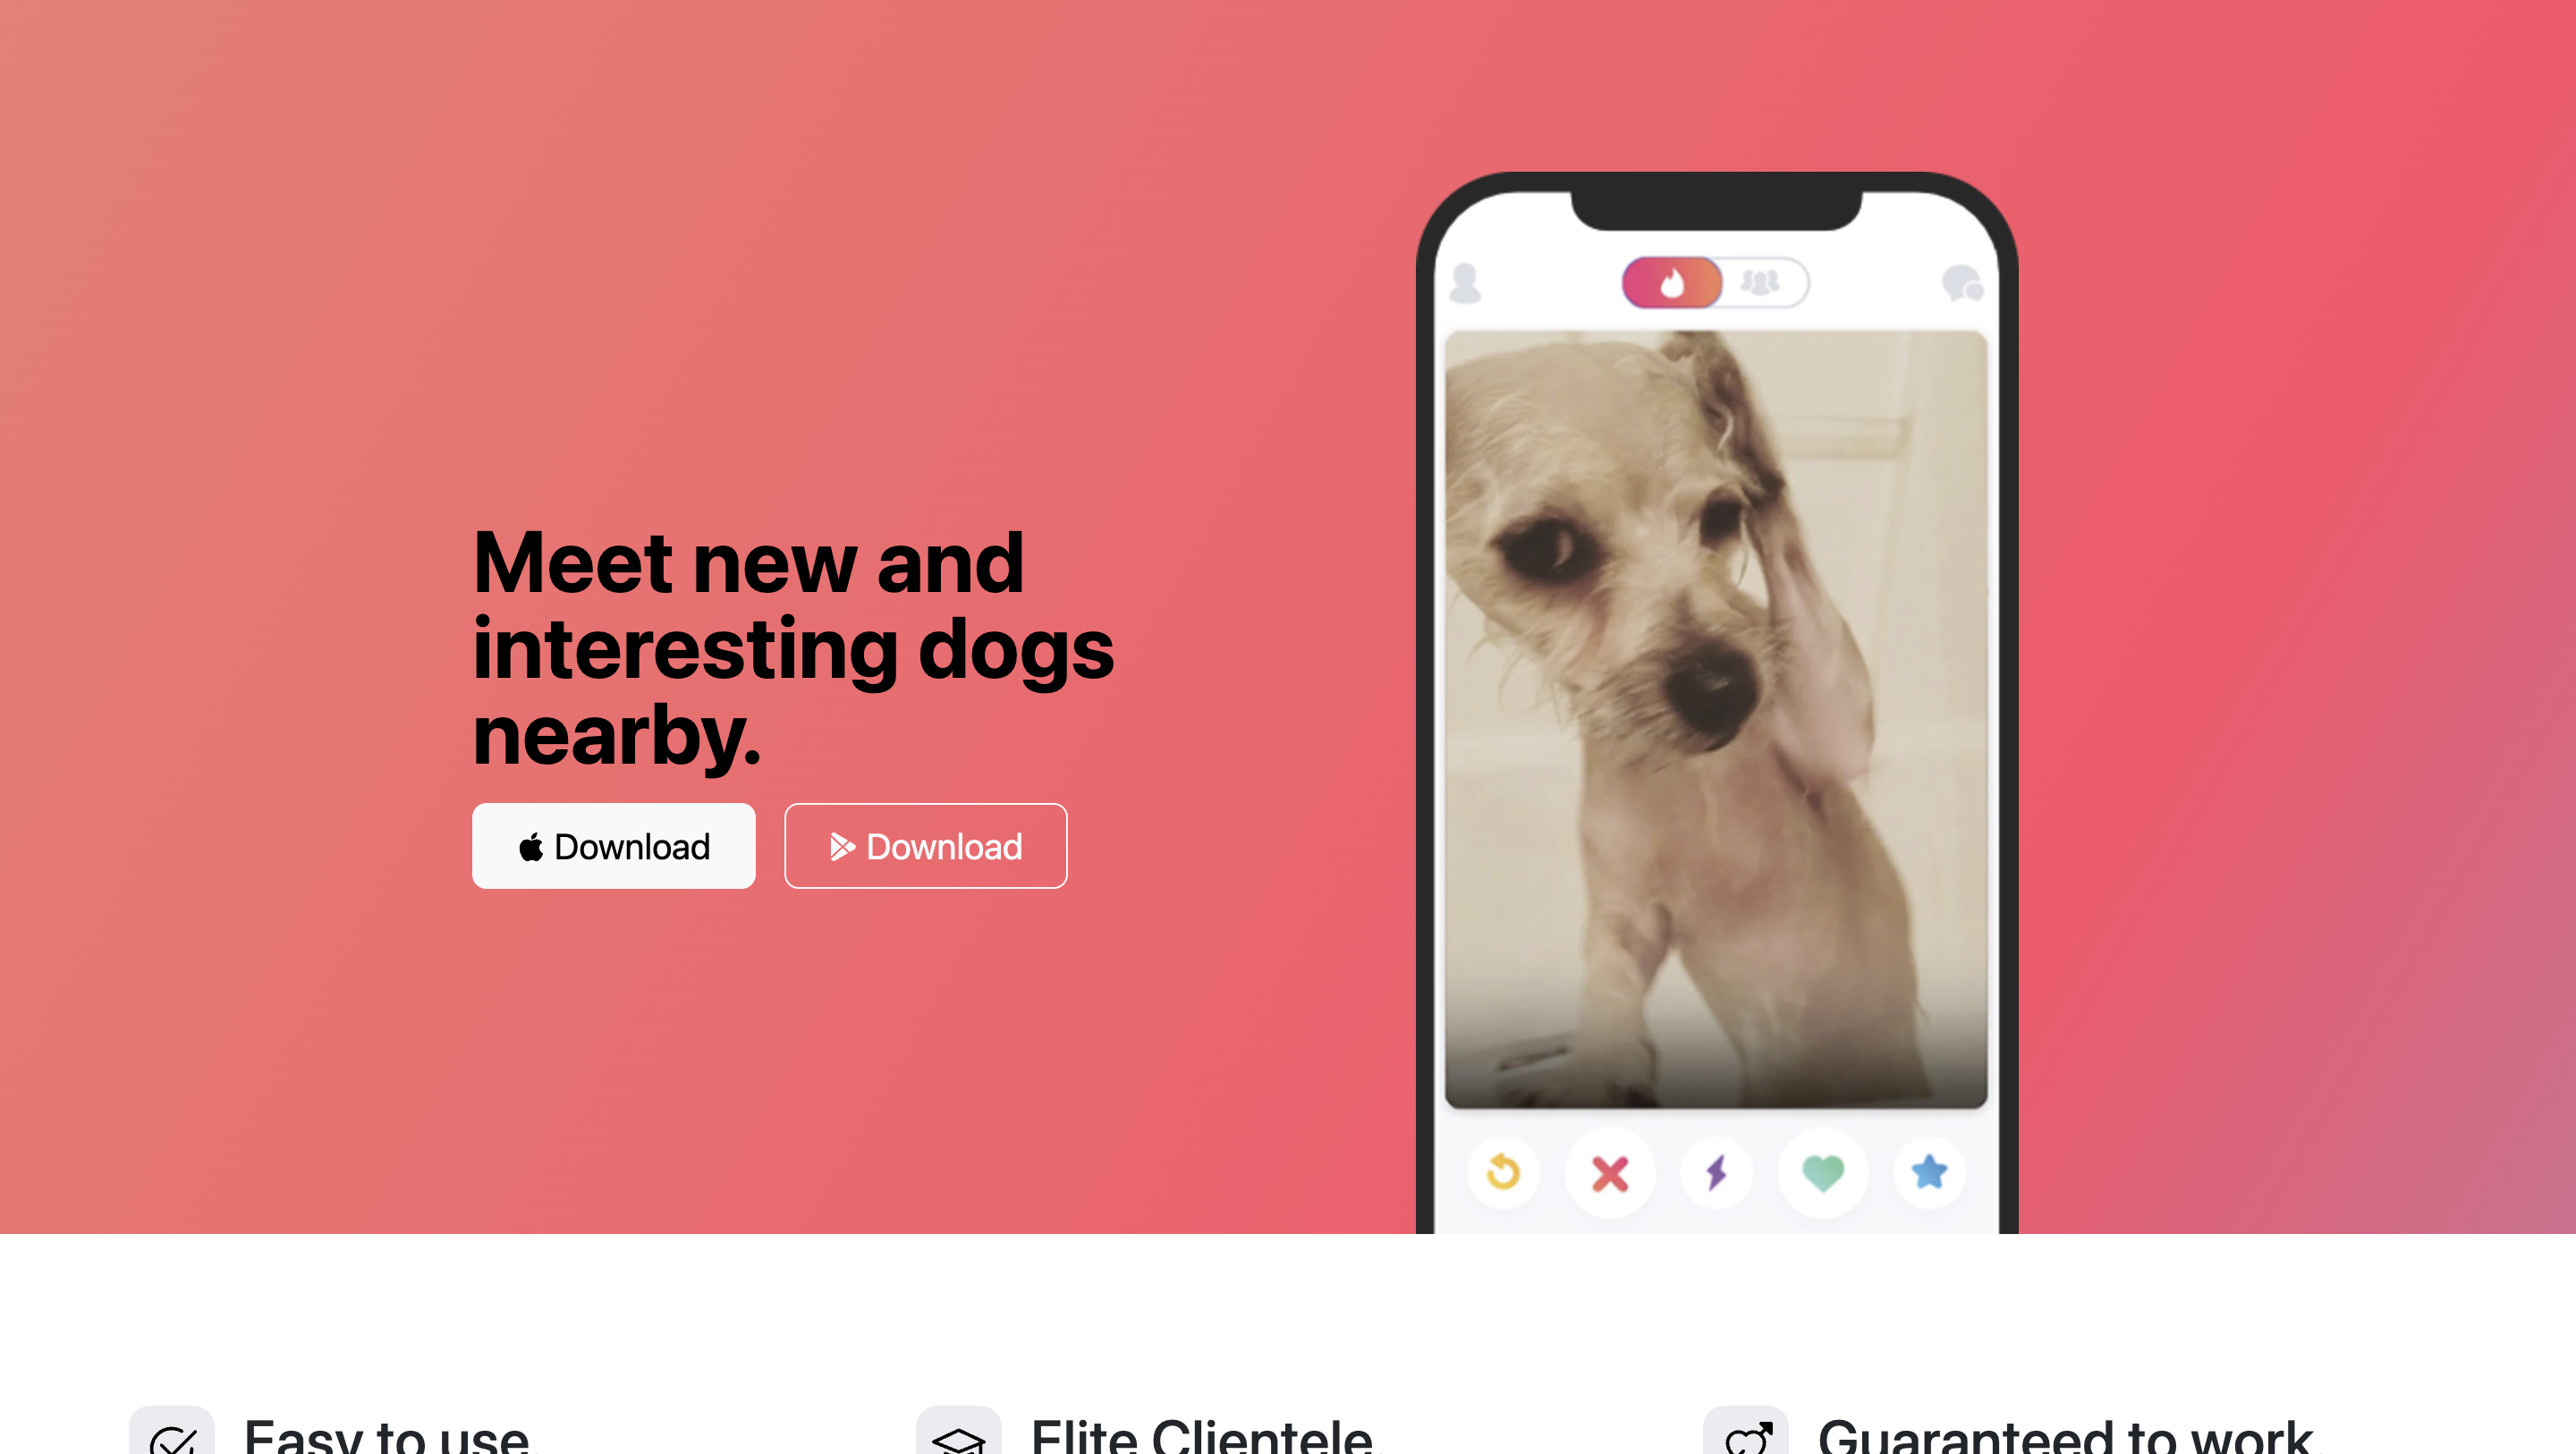 Meet new and
interesting dogs
nearby.
Download
Download
Easy to use.
Elite Clientele.
Guaranteed to work.